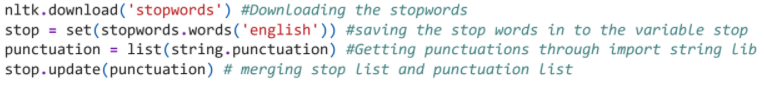 nltk.download('stopwords') #Downloading the stopwords
stop = set(stopwords.words('english')) #saving the stop words in to the variable stop
punctuation = list(string.punctuation) #Getting punctuations through import string lib
stop.update(punctuation) # merging stop list and punctuation list